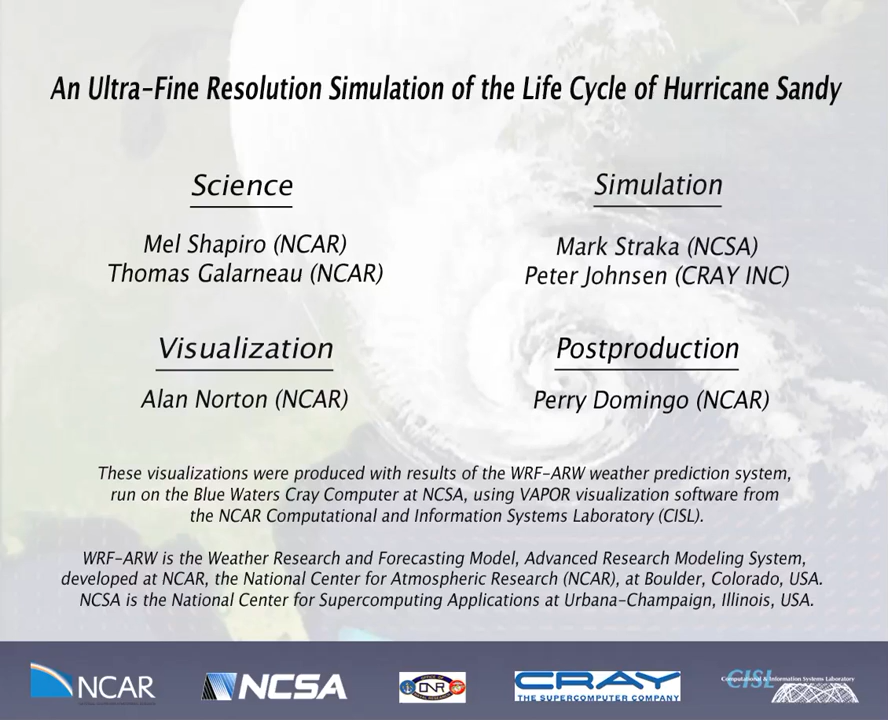 An Ultra-Fine Resolution Simulation of the Life Cycle of Hurricane Sandy
Science
Mel Shapiro (NCAR)
Thomas Galarneau (NCAR)
Simulation
Mark Straka (NCSA)
Peter Johnsen (CRAY INC)
Visualization
Alan Norton (NCAR)
Postproduction
Perry Domingo (NCAR)
These visualizations were produced with results of the WRF-ARW weather prediction system,
run on the Blue Waters Cray Computer at NCSA, using VAPOR visualization software from
the NCAR Computational and Information Systems Laboratory (CISL).
WRF-ARW is the Weather Research and Forecasting Model, Advanced Research Modeling System,
developed at NCAR, the National Center for Atmospheric Research (NCAR), at Boulder, Colorado, USA.
NCSA is the National Center for Supercomputing Applications at Urbana-Champaign, Illinois, USA.
NCAR
NCSA
ONR
CRAY
THE SUPERCOMPUTER COMPANY
CISL
Computational & Information Systems Laboratory